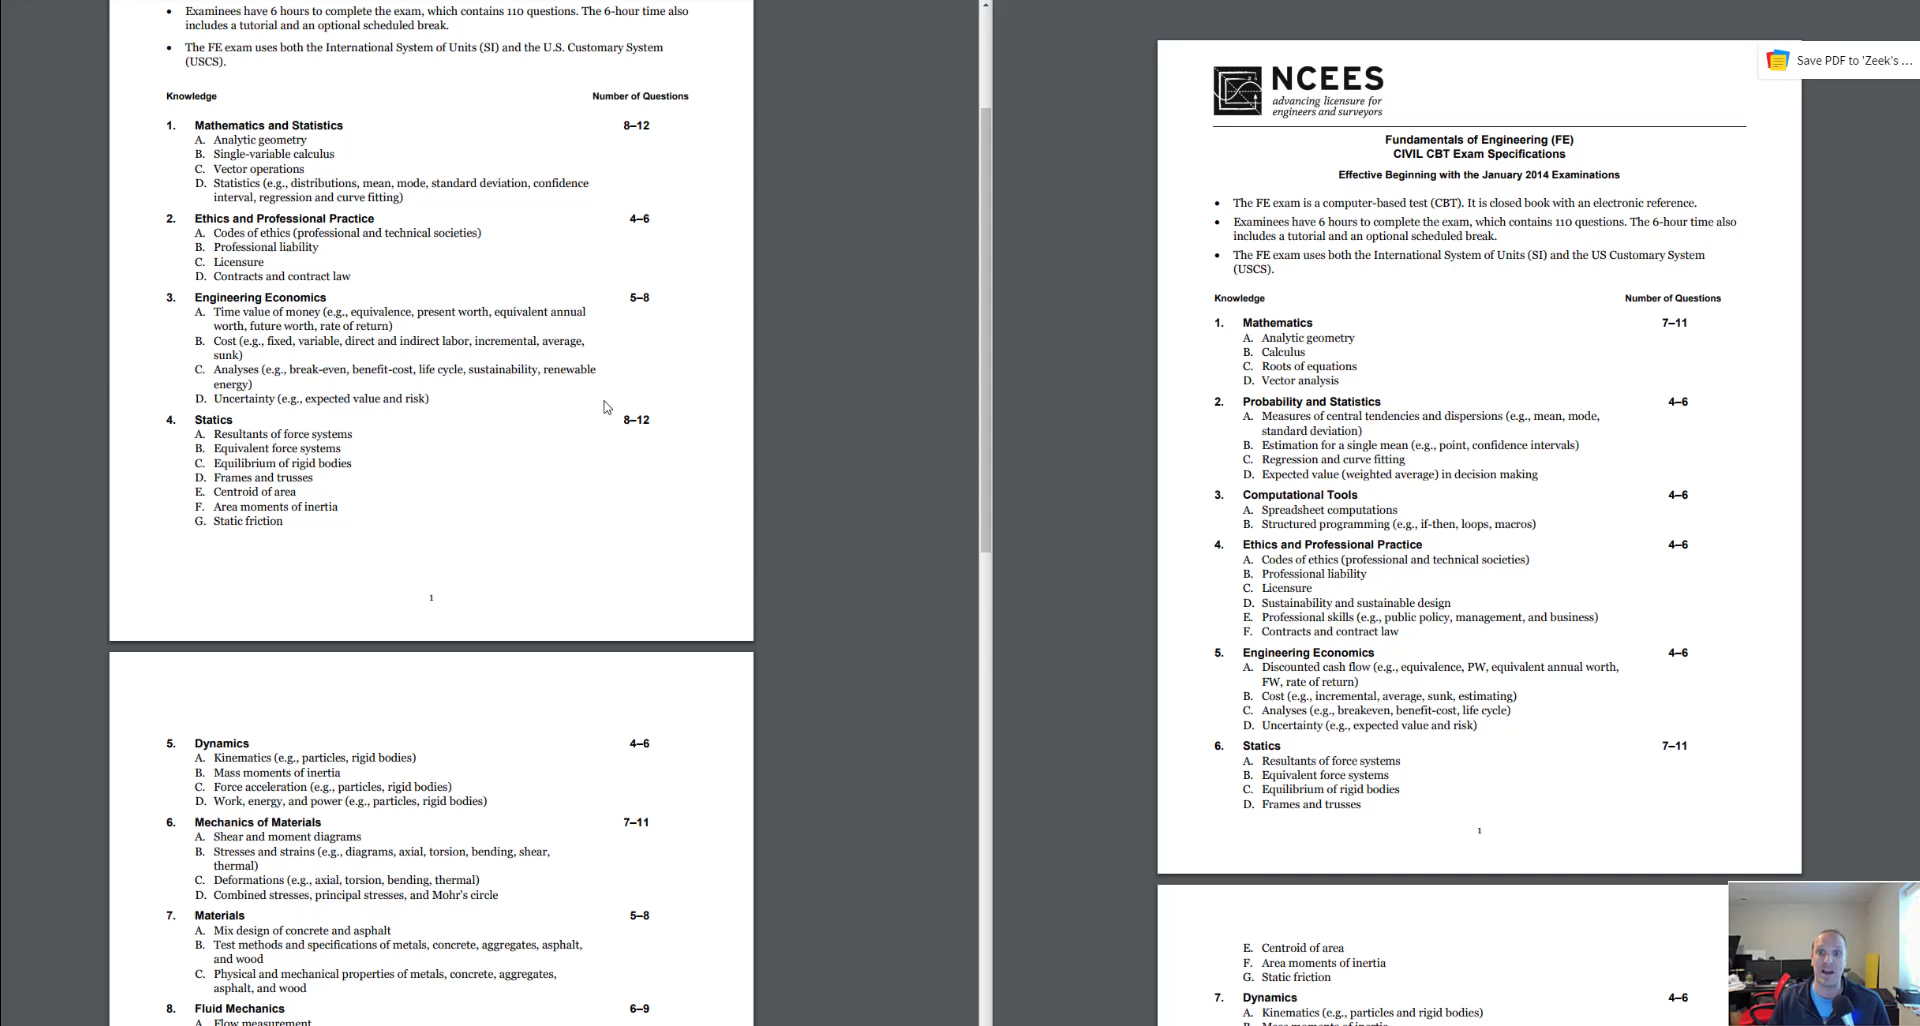 Examinees have 6 hours to complete the exam, which contains 110 questions. The 6-hour time also
includes a tutorial and an optional scheduled break.
The FE exam uses both the International System of Units (SI) and the U.S. Customary System
(USCS).
Knowledge Number of Questions
1. Mathematics and Statistics 8–12
A. Analytic geometry
B. Single-variable calculus
C. Vector operations
D. Statistics (e.g., distributions, mean, mode, standard deviation, confidence
interval, regression and curve fitting)
2. Ethics and Professional Practice 4–6
A. Codes of ethics (professional and technical societies)
B. Professional liability
C. Licensure
D. Contracts and contract law
3. Engineering Economics 5–8
A. Time value of money (e.g., equivalence, present worth, equivalent annual
worth, future worth, rate of return)
B. Cost (e.g., fixed, variable, direct and indirect labor, incremental, average,
sunk)
C. Analyses (e.g., break-even, benefit-cost, life cycle, sustainability, renewable
energy)
D. Uncertainty (e.g., expected value and risk)
4. Statics 8–12
A. Resultants of force systems
B. Equivalent force systems
C. Equilibrium of rigid bodies
D. Frames and trusses
E. Centroid of area
F. Area moments of inertia
G. Static friction
1
5. Dynamics 4–6
A. Kinematics (e.g., particles, rigid bodies)
B. Mass moments of inertia
C. Force acceleration (e.g., particles, rigid bodies)
D. Work, energy, and power (e.g., particles, rigid bodies)
6. Mechanics of Materials 7–11
A. Shear and moment diagrams
B. Stresses and strains (e.g., diagrams, axial, torsion, bending, shear,
thermal)
C. Deformations (e.g., axial, torsion, bending, thermal)
D. Combined stresses, principal stresses, and Mohr's circle
7. Materials 5–8
A. Mix design of concrete and asphalt
B. Test methods and specifications of metals, concrete, aggregates, asphalt,
and wood
C. Physical and mechanical properties of metals, concrete, aggregates,
asphalt, and wood
8. Fluid Mechanics 6–9
A. Flow measurement
NCEES
advancing licensure for
engineers and surveyors
Save PDF to 'Zeek's ...
Fundamentals of Engineering (FE)
CIVIL CBT Exam Specifications
Effective Beginning with the January 2014 Examinations
The FE exam is a computer-based test (CBT). It is closed book with an electronic reference.
Examinees have 6 hours to complete the exam, which contains 110 questions. The 6-hour time also
includes a tutorial and an optional scheduled break.
The FE exam uses both the International System of Units (SI) and the US Customary System
(USCS).
Knowledge Number of Questions
1. Mathematics 7–11
A. Analytic geometry
B. Calculus
C. Roots of equations
D. Vector analysis
2. Probability and Statistics 4–6
A. Measures of central tendencies and dispersions (e.g., mean, mode,
standard deviation)
B. Estimation for a single mean (e.g., point, confidence intervals)
C. Regression and curve fitting
D. Expected value (weighted average) in decision making
3. Computational Tools 4–6
A. Spreadsheet computations
B. Structured programming (e.g., if-then, loops, macros)
4. Ethics and Professional Practice 4–6
A. Codes of ethics (professional and technical societies)
B. Professional liability
C. Licensure
D. Sustainability and sustainable design
E. Professional skills (e.g., public policy, management, and business)
F. Contracts and contract law
5. Engineering Economics 4–6
A. Discounted cash flow (e.g., equivalence, PW, equivalent annual worth,
FW, rate of return)
B. Cost (e.g., incremental, average, sunk, estimating)
C. Analyses (e.g., breakeven, benefit-cost, life cycle)
D. Uncertainty (e.g., expected value and risk)
6. Statics 7–11
A. Resultants of force systems
B. Equivalent force systems
C. Equilibrium of rigid bodies
D. Frames and trusses
1
E. Centroid of area
F. Area moments of inertia
G. Static friction
7. Dynamics 4–6
A. Kinematics (e.g., particles and rigid bodies)
B. Mass moments of inertia